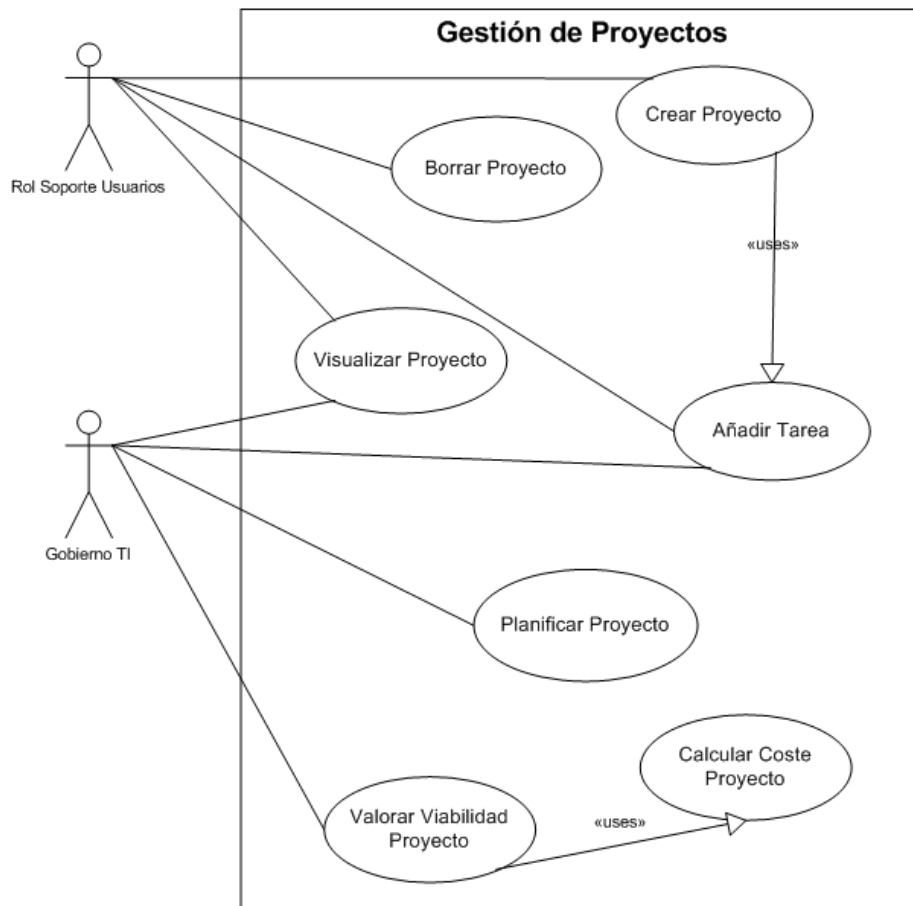 Gestión de Proyectos
Crear Proyecto
Borrar Proyecto
Rol Soporte Usuarios
«uses»
Visualizar Proyecto
Añadir Tarea
Gobierno TI
Planificar Proyecto
Calcular Coste
Proyecto
Valorar Viabilidad
Proyecto
«uses»